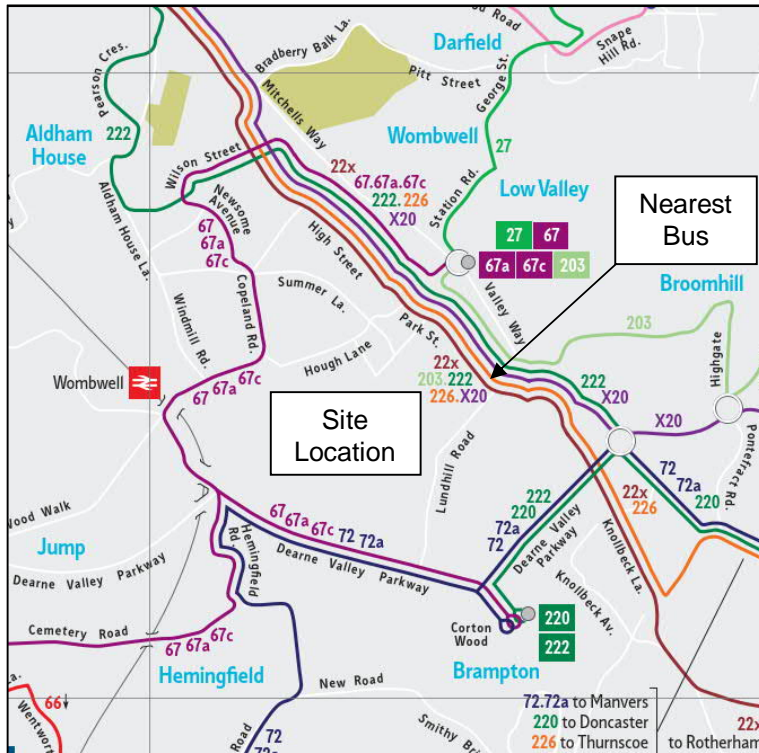 Bradberry Balk La.
Darfield
Road
Snape
Hill Rd.
Pitt Street
George St.
Pearson Cres.
Mitchells Way
Aldham
House
222
Wombwell
27
Wilson Street
22x
67.67a.67c
222.226
X20
Station Rd.
Low Valley
Nearest
Bus
Newsome
Avenue
Aldham House La.
67
67a
67c
High Street
27
67
67a
67c
203
Broomhill
Summer La.
Valley Way
Copeland Rd.
Windmill Rd.
Park St.
203
Highgate
Hough Lane
22x
203.222
226.X20
222
X20
Wombwell
67
67a
67c
Site
Location
X20
Pontefract Rd.
Lundhill Road
72
72a
220
222
220
22x
226
72a
72
Wood Walk
67
67a
67c
72
72a
Dearne Valley
Parkway
Jump
Hemingfield
Rd.
Dearne Valley Parkway
Dearne Valley Parkway
Knollbeck La.
Knollbeck Av.
Cemetery Road
67
67a
67c
Corton
Wood
220
222
Hemingfield
Brampton
La.
66
New Road
72.72a to Manvers
220 to Doncaster
226 to Thurnscoe
22x
to Rotherham
Wentwor
Road
72
72a
Smithy Bri